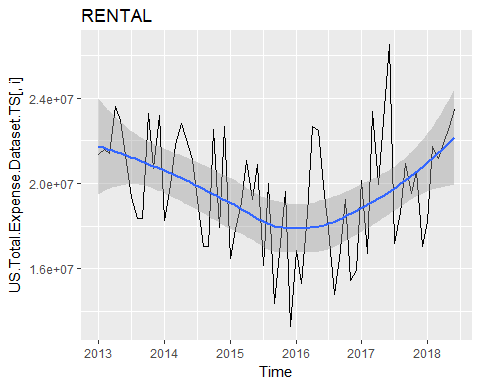 RENTAL
US.Total.Expense.Dataset.TS[, i]
2.4e+07
2.0e+07
1.6e+07
2013 2014 2015 2016 2017 2018
Time